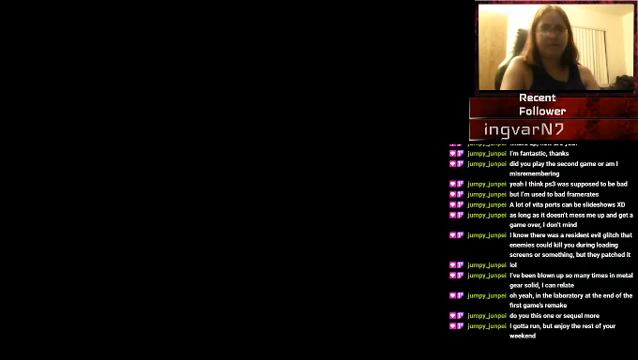 Recent
Follower
ingvarN7
jumpy_junpei I'm fantastic, thanks
jumpy_junpei did you play the second game or am I
misremembering
jumpy_junpei yeah I think ps3 was supposed to be bad
jumpy_junpei but I'm used to bad framerates
jumpy_junpei A lot of vita ports can be slideshows XD
jumpy_junpei as long as it doesn't mess me up and get a
game over, I don't mind
jumpy_junpei I know there was a resident evil glitch that
enemies could kill you during loading
screens or something, but they patched it
jumpy_junpei lol
jumpy_junpei I've been blown up so many times in metal
gear solid, I can relate
jumpy_junpei oh yeah, in the laboratory at the end of the
first game's remake
jumpy_junpei do you this one or sequel more
jumpy_junpei I gotta run, but enjoy the rest of your
weekend